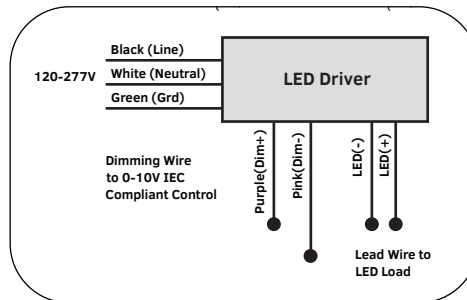 Black (Line)
120-277V
White (Neutral)
Green (Grd)
LED Driver
Dimming Wire
to 0-10V IEC
Compliant Control
Purple(Dim+)
Pink(Dim-)
LED(-)
LED(+)
Lead Wire to
LED Load